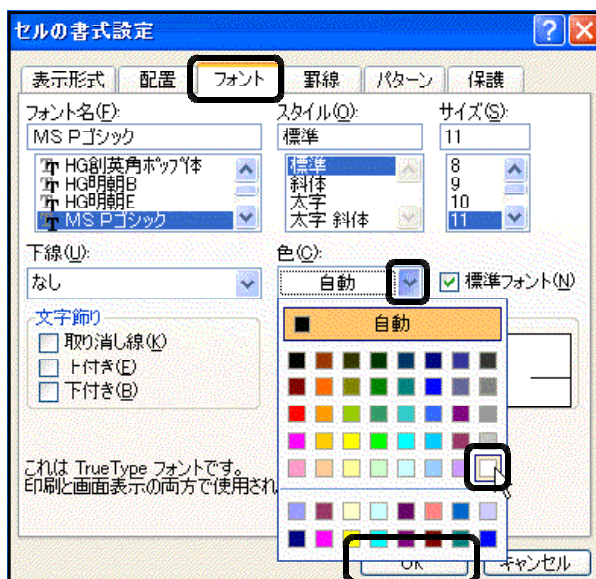 セルの書式設定
表示形式 配置 フォント 罫線 パターン 保護
フォント名(F): スタイル(O): サイズ(S):
MS Pゴシック 標準 11
HG創英角ポップ体 標準 8
HG明朝B 斜体 9
HG明朝E 太字 10
MS Pゴシック 太字 斜体 11
下線(U): 色(C):
なし 自動 標準フォント(N)
文字飾り 自動
取り消し線(K)
上付き(E)
下付き(B)
これは TrueType フォントです。
印刷と画面表示の両方で使用され
OK キャンセル